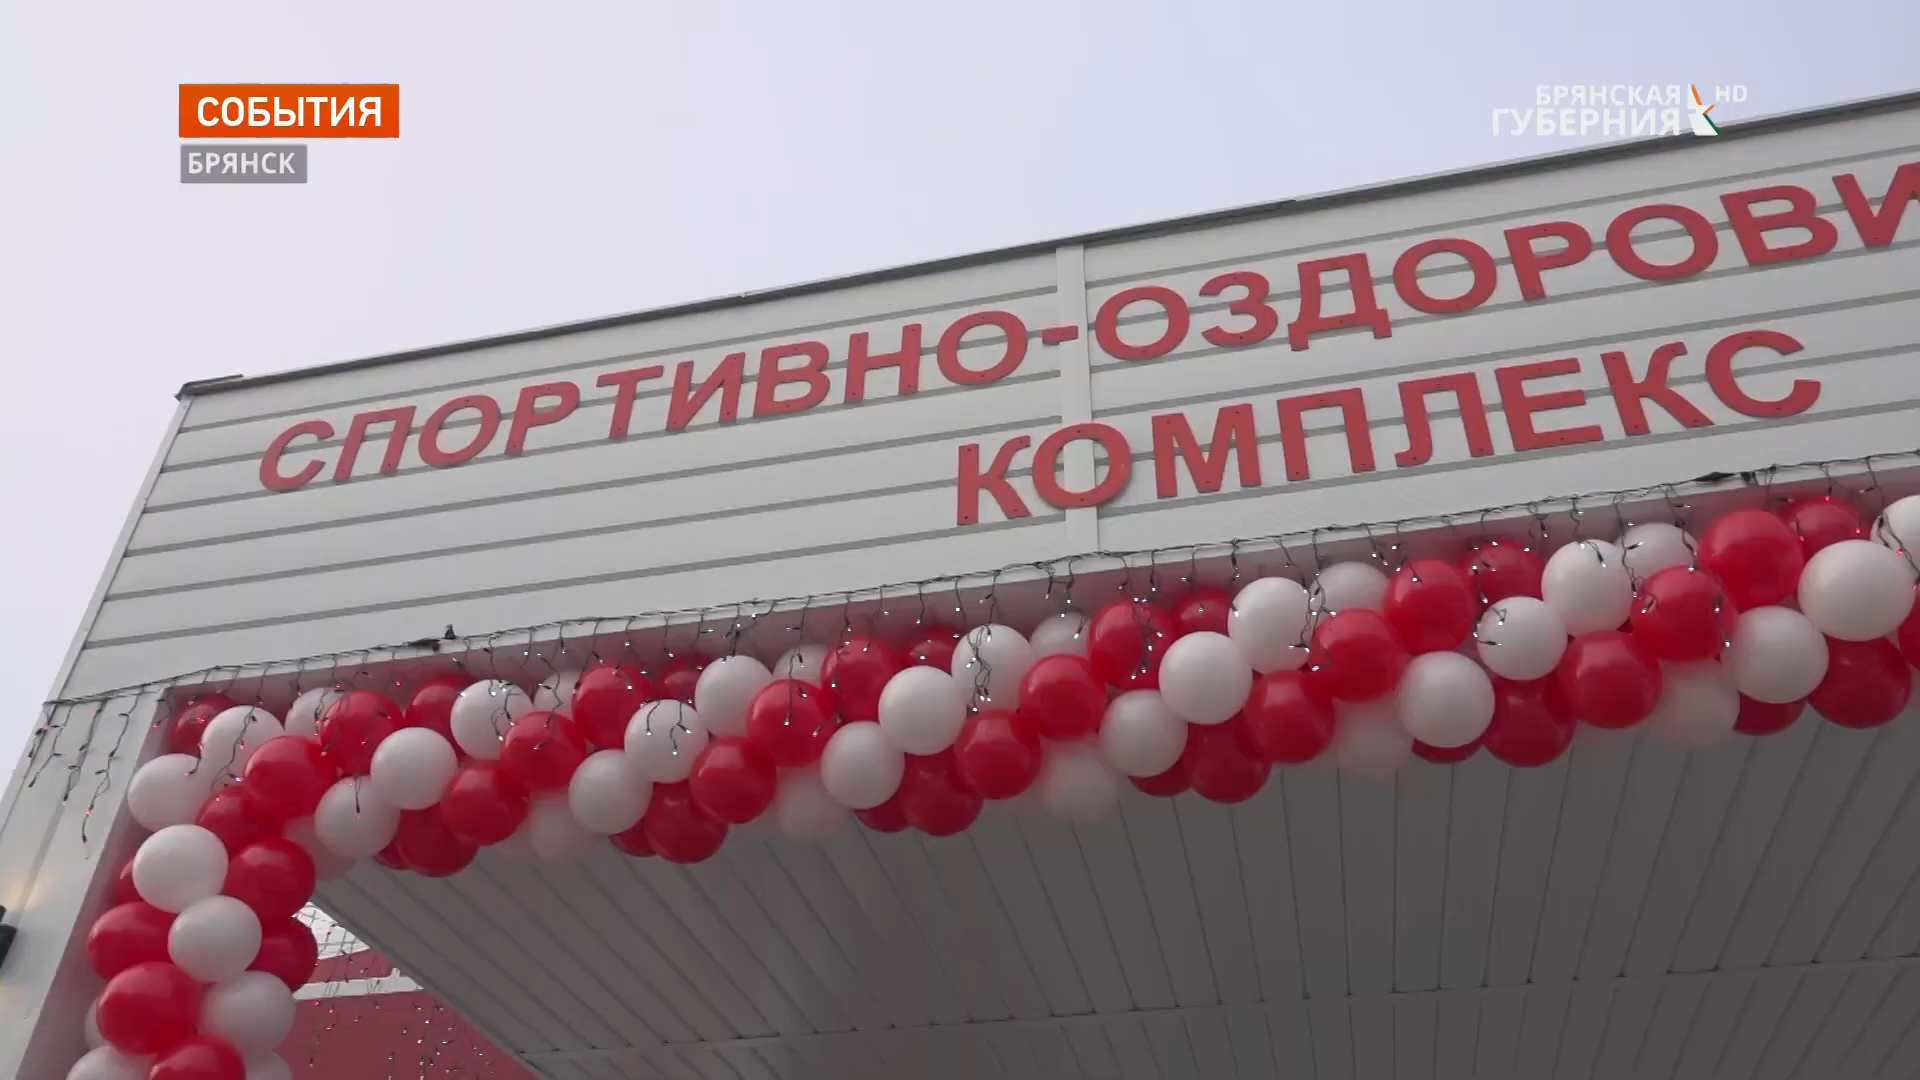 СОБЫТИЯ
БРЯНСК
БРЯНСКАЯ HD
ГУБЕРНИЯ
СПОРТИВНО-ОЗДОРОВИ
КОМПЛЕКС